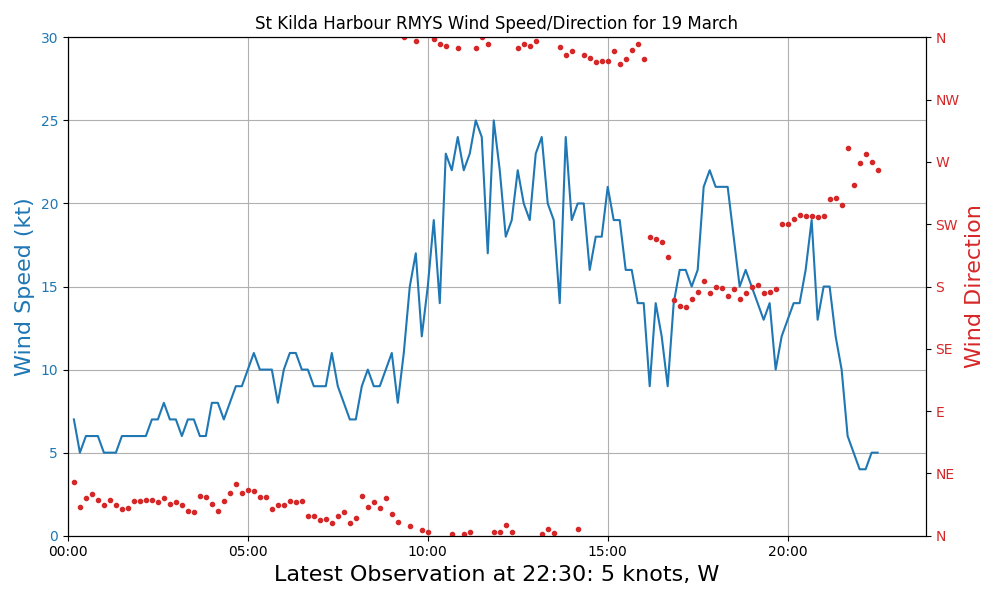 St Kilda Harbour RMYS Wind Speed/Direction for 19 March
Wind Speed (kt)
30
25
20
15
10
5
0
00:00
05:00
10:00
15:00
20:00
Latest Observation at 22:30: 5 knots, W
N
NW
W
SW
S
SE
E
NE
N
Wind Direction